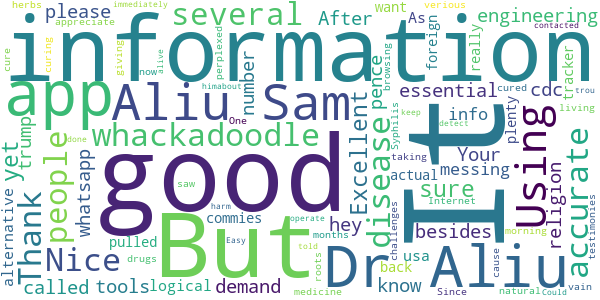 herbs
immediately
appreciate
please
several
After
want
engineering
As
cure
curing
giving
now
alive
perplexed
number
foreign
really
browsing
verious
contacted
information
app
Aliu Sam
himabout
One
pence
essential
cdc
tracker
living
trou
yet
trump
people
whackadoodle
Excellent
disease
cured
info
plenty
Syphilis
keep
detect
Using
accurate
Thank
whatsapp
good
I
t
Your
messing
alternative
done
saw
commies
harm
hey
sure
actual
taking
besides
religion
Nice
pulled
months
operate
Internet
morning
testimonies
But
Dr Aliu
drugs
Easy
told
roots
back
challenges
usa
cause
called
tools
logical
demand
medicine
know
Since
natural
Could
vain